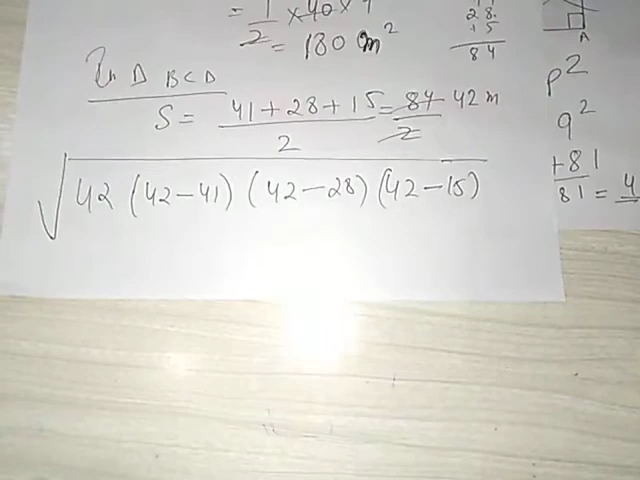 = 1/2 × 40 × 9
= 180 m²
28
+15
84
A
In Δ BCD
S = 41+28+15/2 = 84/2 42 m
√42 (42-41) (42-28) (42-15)
p²
q²
+81
81 = 4